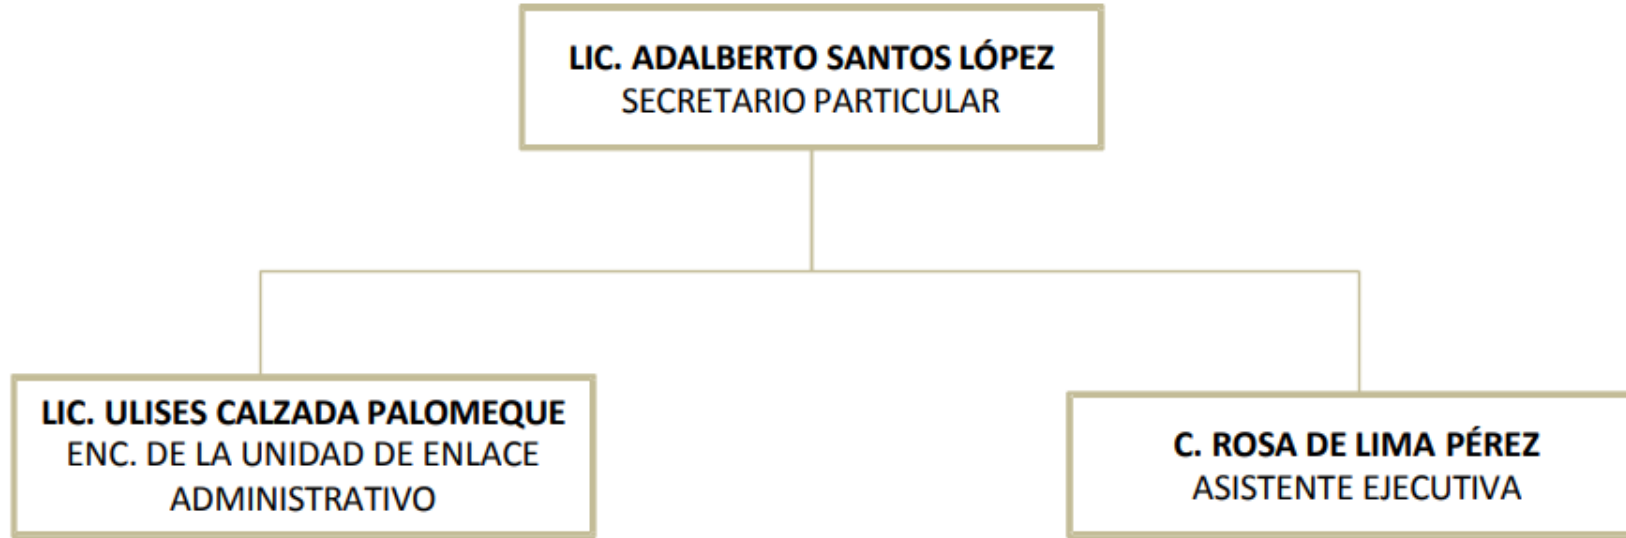 LIC. ADALBERTO SANTOS LÓPEZ
SECRETARIO PARTICULAR
LIC. ULISES CALZADA PALOMEQUE
ENC. DE LA UNIDAD DE ENLACE
ADMINISTRATIVO
C. ROSA DE LIMA PÉREZ
ASISTENTE EJECUTIVA